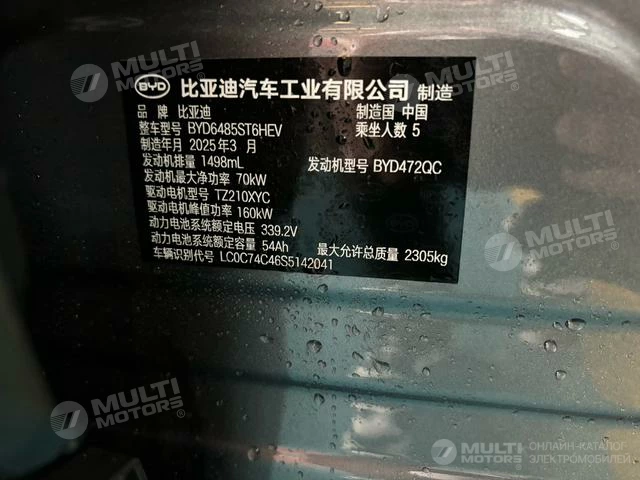 BYD 比亚迪汽车工业有限公司 制造
品 牌 比亚迪 制造国 中国
整车型号 BYD6485ST6HEV 乘坐人数 5
制造年月 2025年3 月
发动机排量 1498mL 发动机型号 BYD472QC
发动机最大净功率 70kW
驱动电机型号 TZ210XYC
驱动电机峰值功率 160kW
动力电池系统额定电压 339.2V
动力电池系统额定容量 54Ah 最大允许总质量 2305kg
车辆识别代号 LC0C74C46S5142041
MULTI MOTORS
MULTI MOTORS
MULTI MOTORS
MULTI MOTORS
MULTI MOTORS
MULTI MOTORS ОНЛАЙН-КАТАЛОГ
ЭЛЕКТРОМОБИЛЕЙ